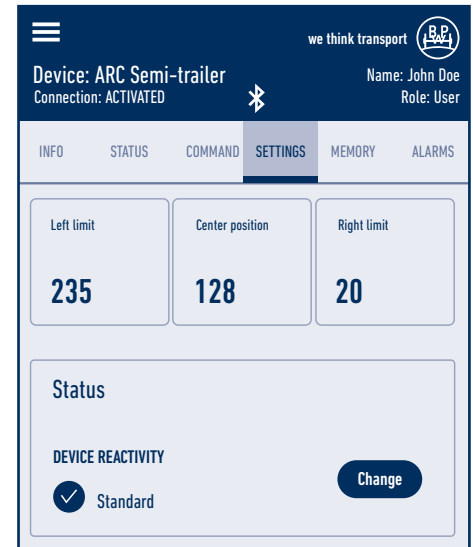 we think transport BPW
Device: ARC Semi-trailer
Name: John Doe
Connection: ACTIVATED
Role: User
INFO STATUS COMMAND SETTINGS MEMORY ALARMS
Left limit Center position Right limit
235 128 20
Status
DEVICE REACTIVITY
Standard
Change